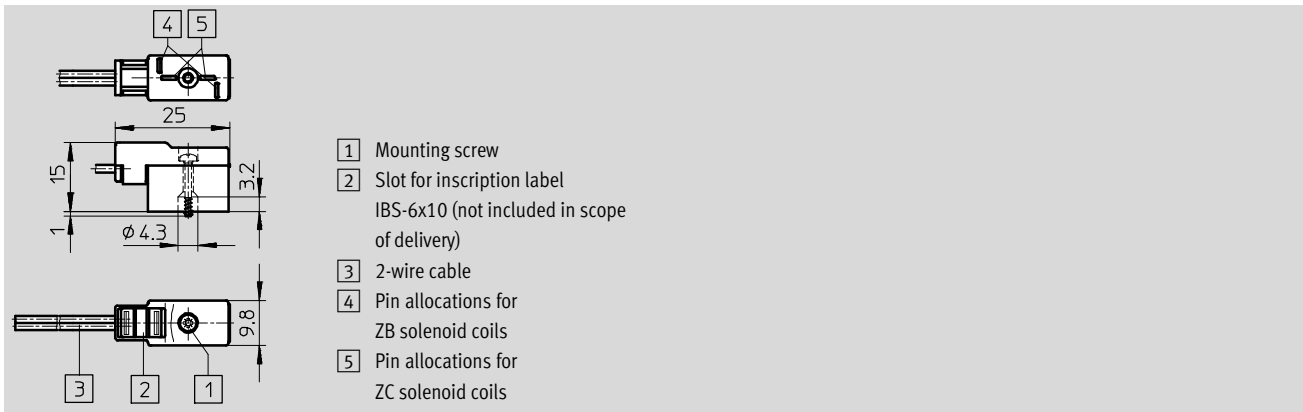 4 5
25
15
3.2
1
ø 4.3
9.8
3 2 1
1 Mounting screw
2 Slot for inscription label
IBS-6x10 (not included in scope
of delivery)
3 2-wire cable
4 Pin allocations for
ZB solenoid coils
5 Pin allocations for
ZC solenoid coils